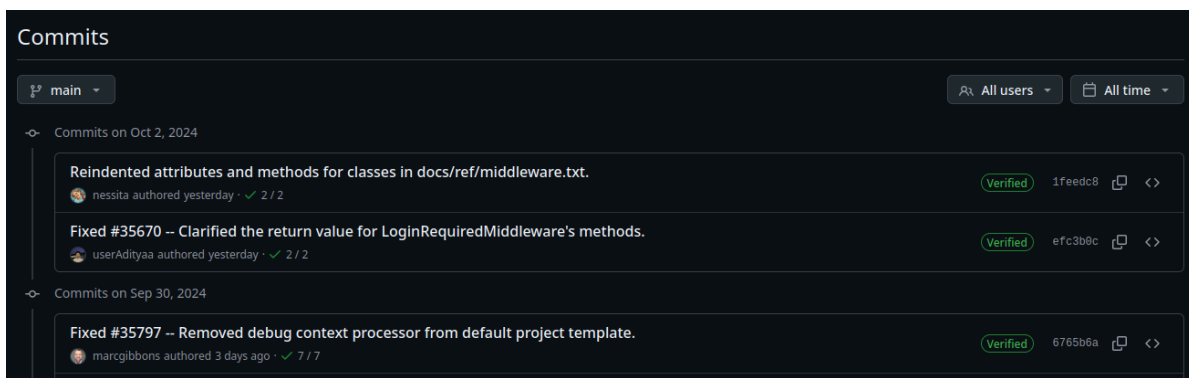 Commits
main
All users
All time
Commits on Oct 2, 2024
Reindented attributes and methods for classes in docs/ref/middleware.txt.
nessita authored yesterday · 2 / 2
Verified 1feedc8
Fixed #35670 -- Clarified the return value for LoginRequiredMiddleware's methods.
userAdityaa authored yesterday · 2 / 2
Verified efc3b0c
Commits on Sep 30, 2024
Fixed #35797 -- Removed debug context processor from default project template.
marcgibbons authored 3 days ago · 7 / 7
Verified 6765b6a